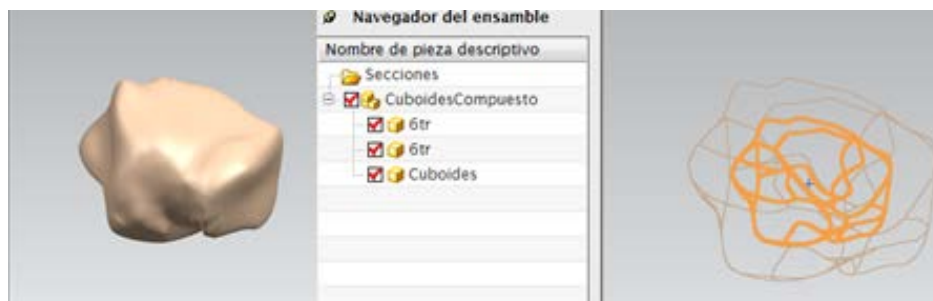 Navegador del ensamble
Nombre de pieza descriptivo
Secciones
CuboidesCompuesto
6tr
6tr
Cuboides